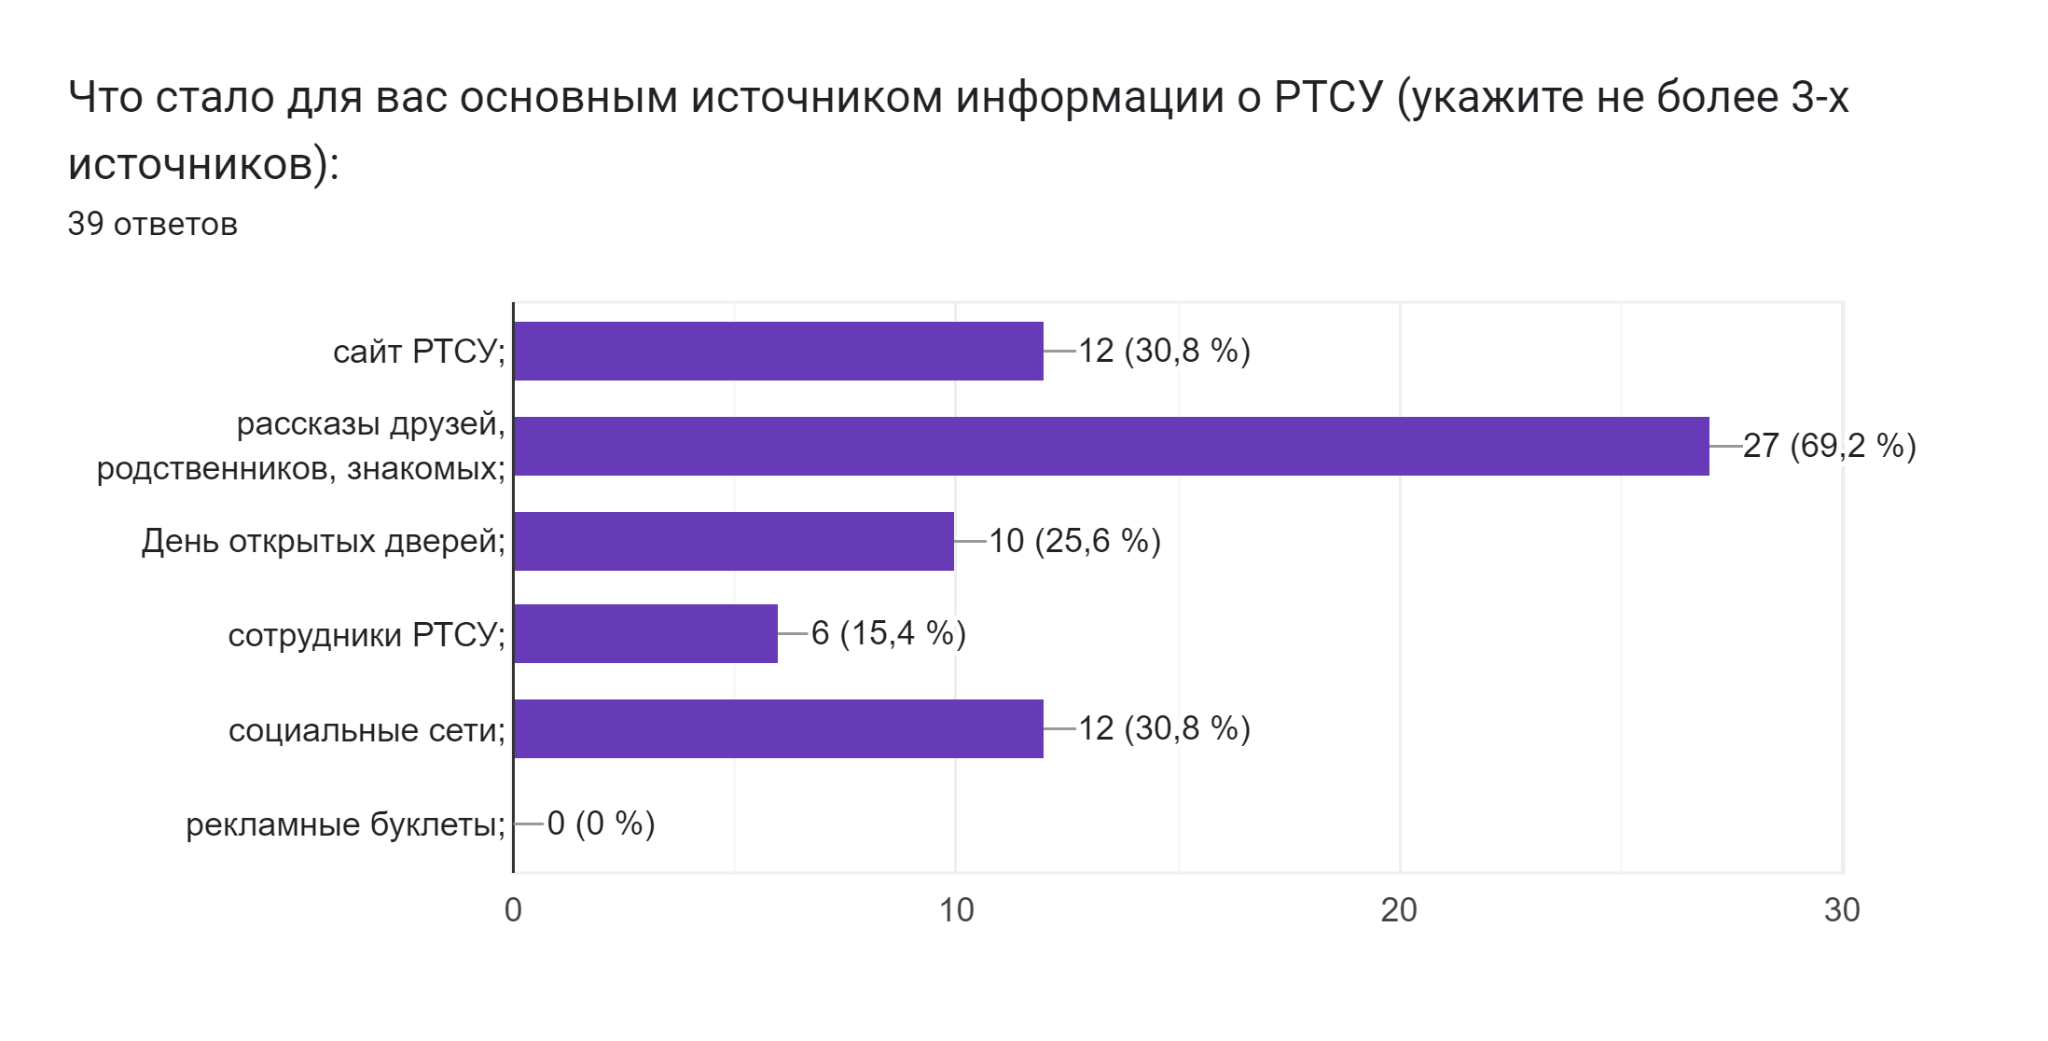 Что стало для вас основным источником информации о РТСУ (укажите не более 3-х
источников):
39 ответов
сайт РТСУ;
12 (30,8 %)
рассказы друзей,
родственников, знакомых;
27 (69,2 %)
День открытых дверей;
10 (25,6 %)
сотрудники РТСУ;
6 (15,4 %)
социальные сети;
12 (30,8 %)
рекламные буклеты;
0 (0 %)
0
10
20
30